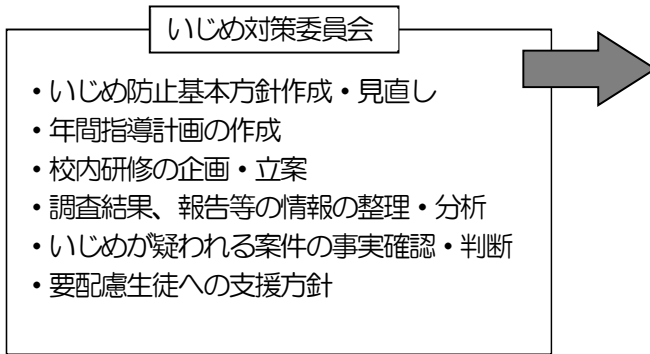 いじめ対策委員会
・いじめ防止基本方針作成・見直し
・年間指導計画の作成
・校内研修の企画・立案
・調査結果、報告等の情報の整理・分析
・いじめが疑われる案件の事実確認・判断
・要配慮生徒への支援方針